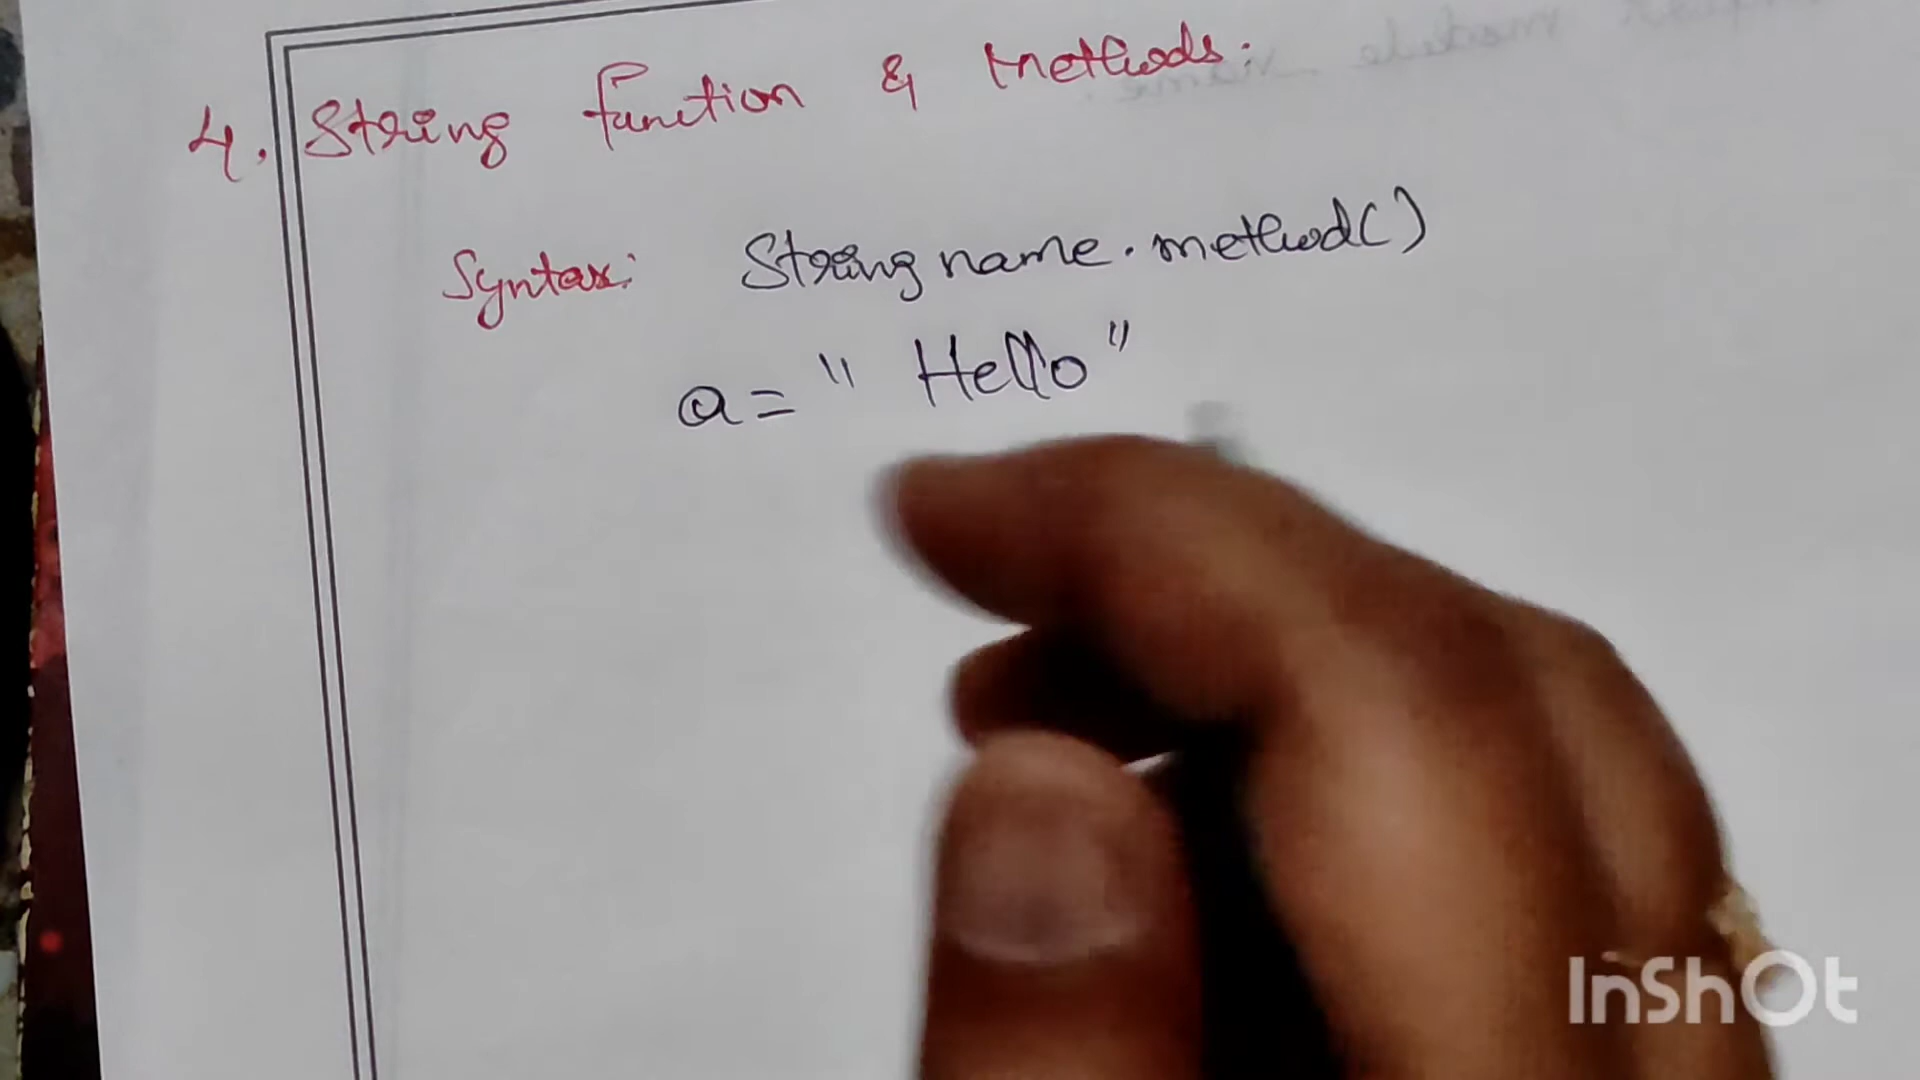 4. String function & Methods:
Syntax: String name.method()
a = " Hello "
InShOt